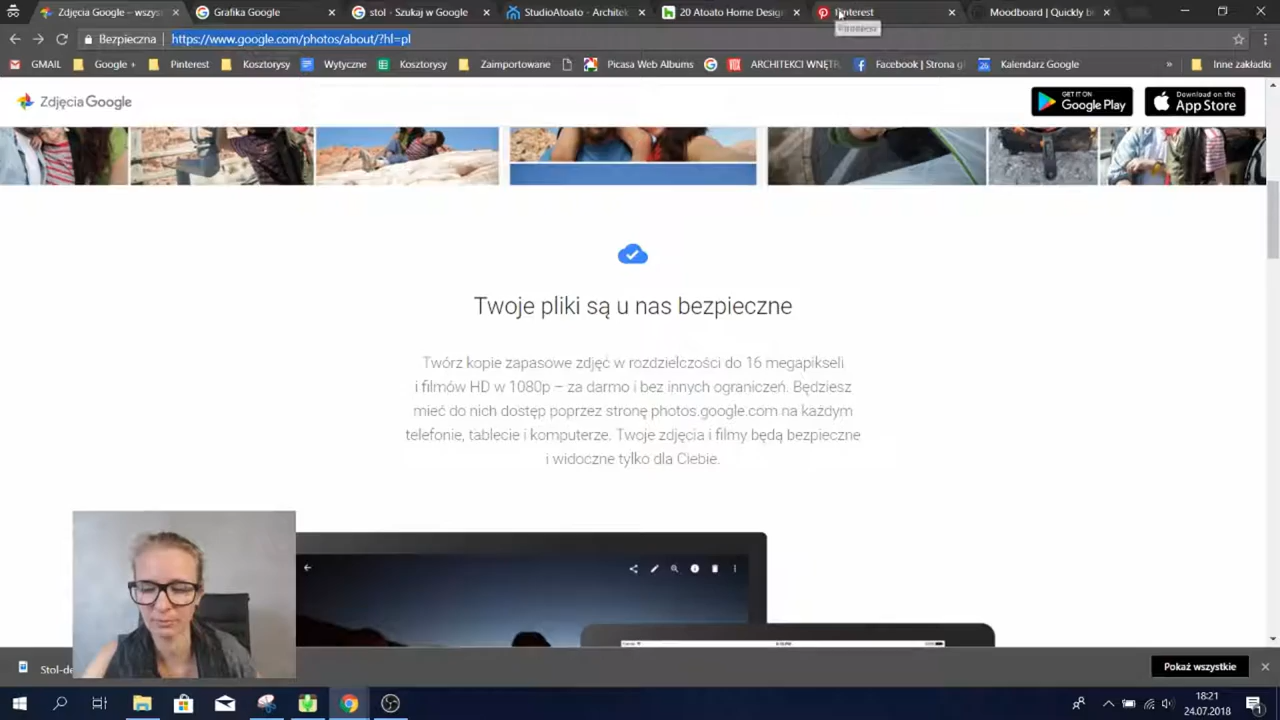 Zdjęcia Google – wszys
Grafika Google
stol - Szukaj w Google
StudioAtoato - Architek
20 Atoato Home Design
Pinterest
Moodboard | Quickly b
Bezpieczna
https://www.google.com/photos/about/?hl=pl
GMAIL
Google +
Pinterest
Kosztorysy
Wytyczne
Kosztorysy
Zaimportowane
Picasa Web Albums
ARCHITEKCI WNĘTR
Facebook | Strona gł
Kalendarz Google
»
Inne zakładki
Zdjęcia Google
GET IT ON
Google Play
Download on the
App Store
Twoje pliki są u nas bezpieczne
Twórz kopie zapasowe zdjęć w rozdzielczości do 16 megapikseli
i filmów HD w 1080p – za darmo i bez innych ograniczeń. Będziesz
mieć do nich dostęp poprzez stronę photos.google.com na każdym
telefonie, tablecie i komputerze. Twoje zdjęcia i filmy będą bezpieczne
i widoczne tylko dla Ciebie.
Stol-de
Pokaż wszystkie
18:21
24.07.2018